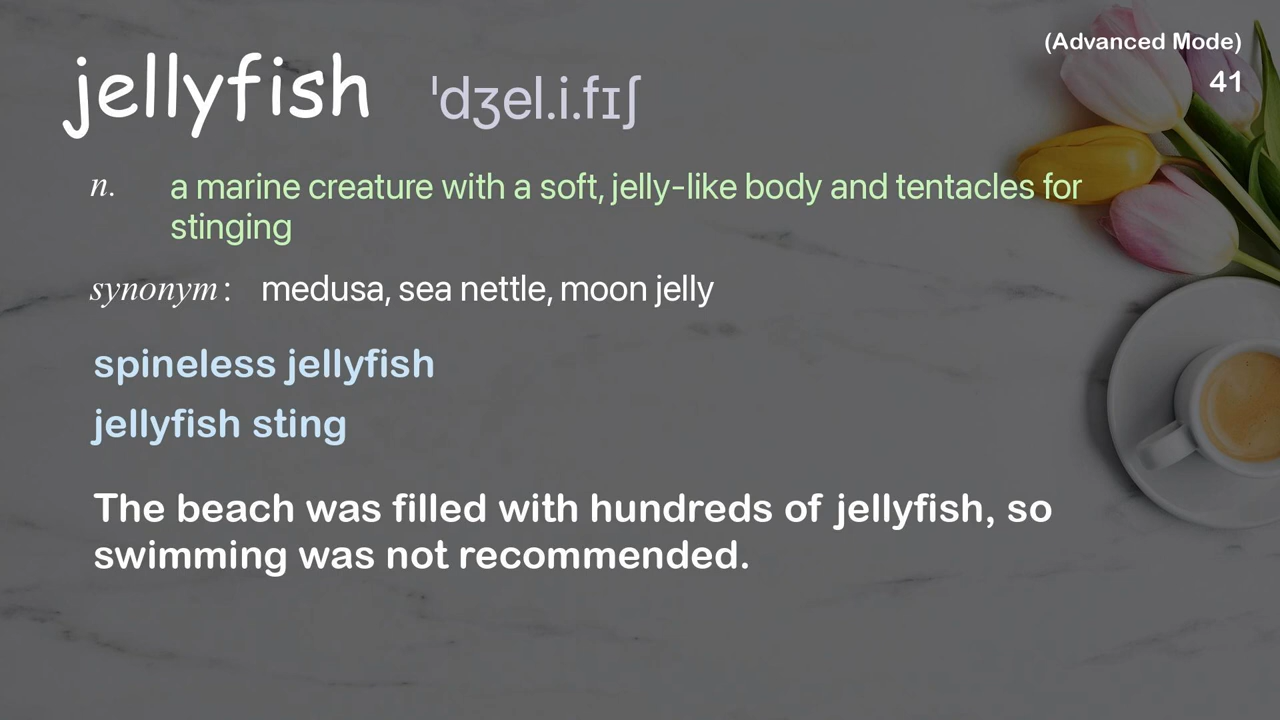 (Advanced Mode)
41
jellyfish ˈdʒel.i.fɪʃ
n. a marine creature with a soft, jelly-like body and tentacles for
stinging
synonym: medusa, sea nettle, moon jelly
spineless jellyfish
jellyfish sting
The beach was filled with hundreds of jellyfish, so
swimming was not recommended.